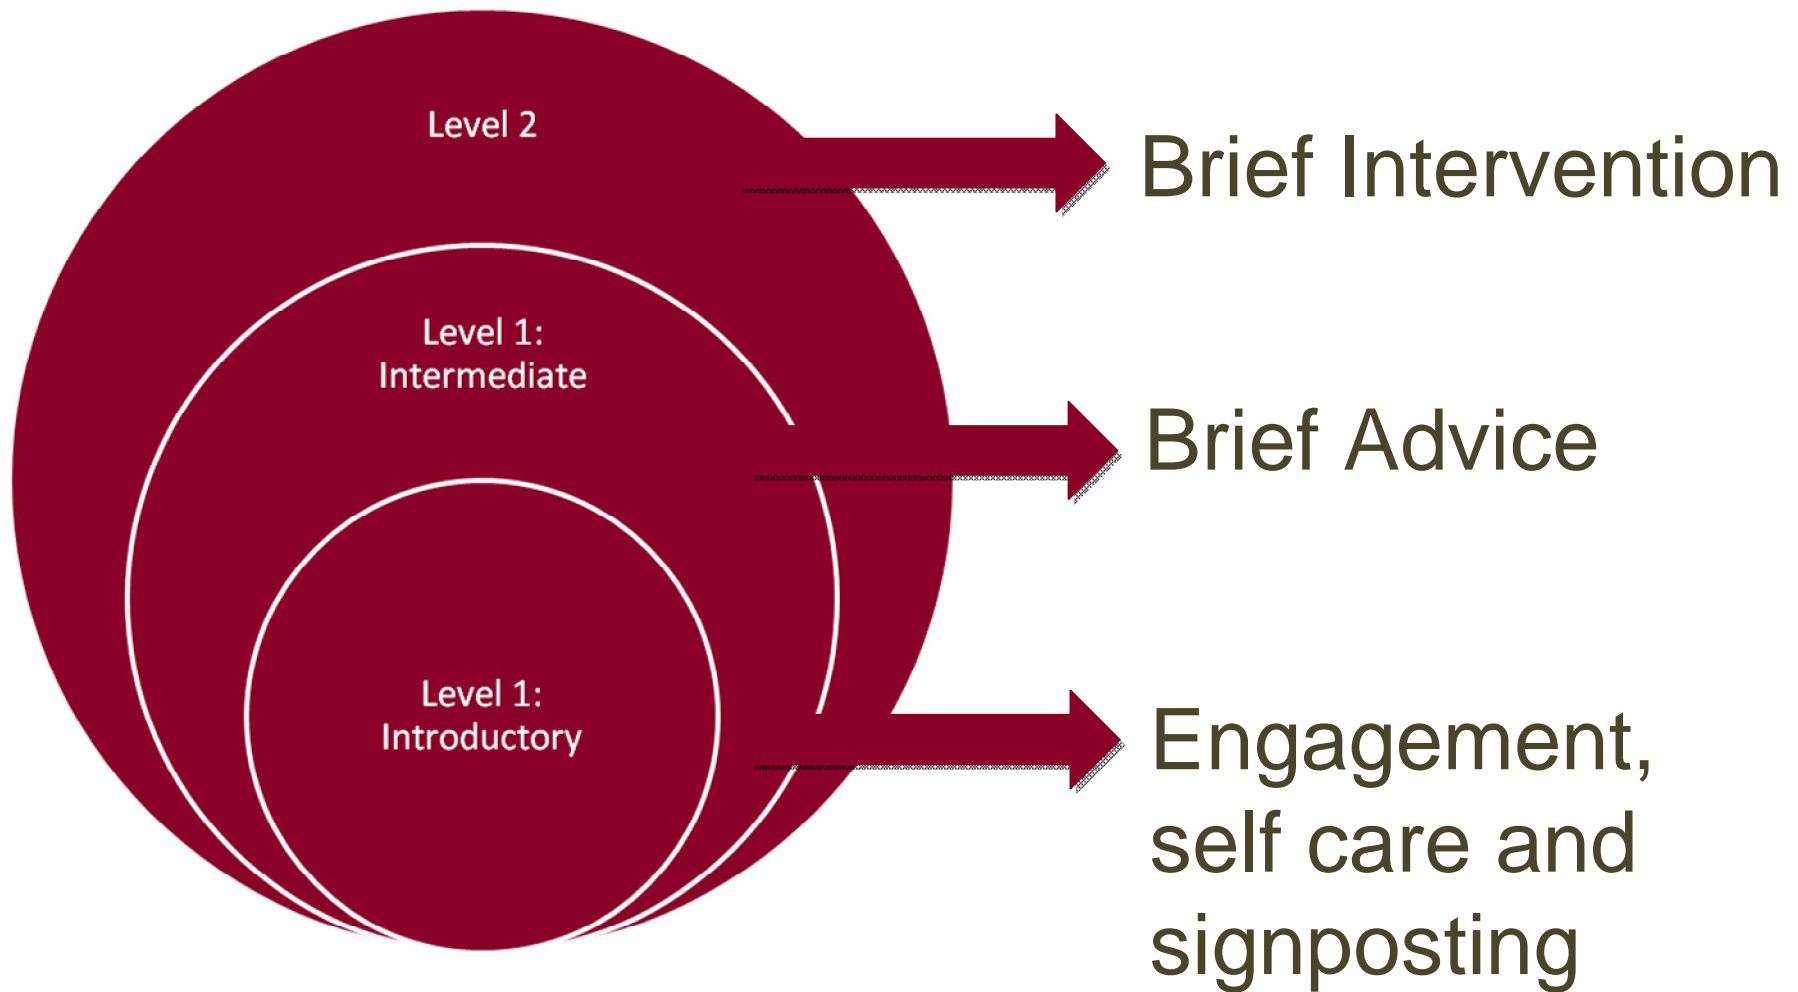 Level 2
Brief Intervention
Level 1:
Intermediate
Brief Advice
Level 1:
Introductory
Engagement,
self care and
signposting